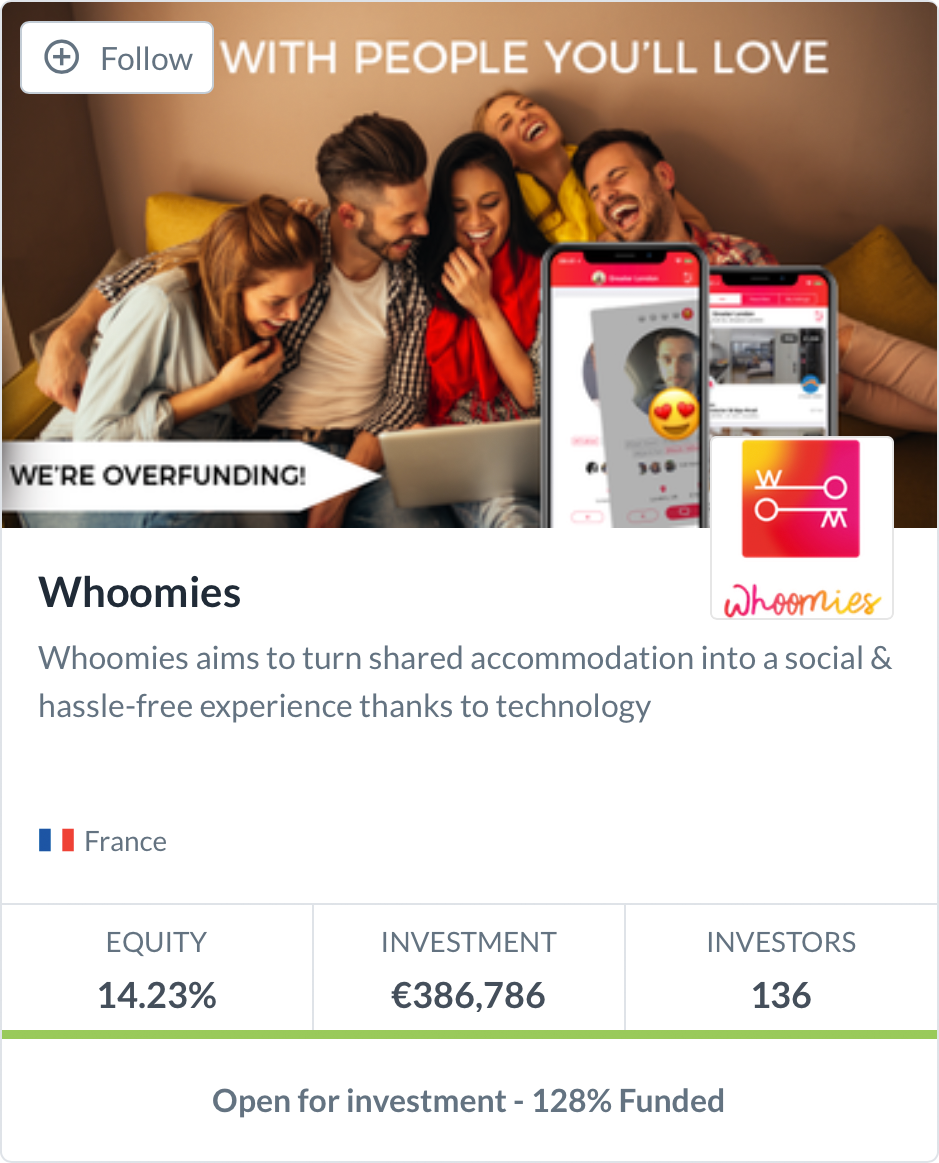 Follow
WITH PEOPLE YOU'LL LOVE
Greater London
WE'RE OVERFUNDING!
W
W
whoomies
Whoomies
Whoomies aims to turn shared accommodation into a social &
hassle-free experience thanks to technology
France
EQUITY
INVESTMENT
INVESTORS
14.23%
€386,786
136
Open for investment - 128% Funded